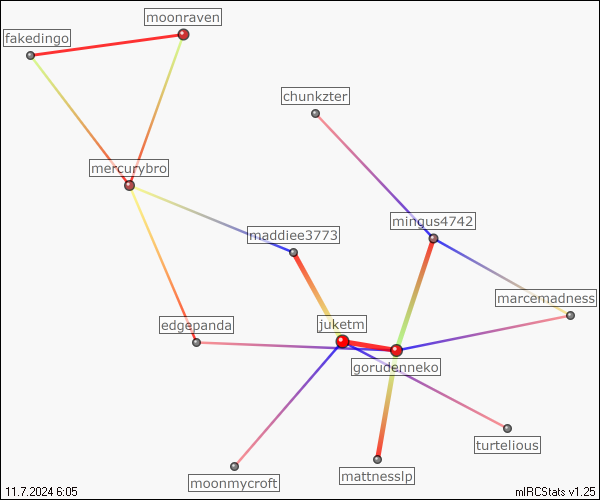 moonraven
fakedingo
chunkzter
mercurybro
mingus4742
maddiee3773
marcemadness
edgepanda
juketm
gorudenneko
turtelious
mattnesslp
moonmycroft
11.7.2024 6:05
mIRCStats v1.25